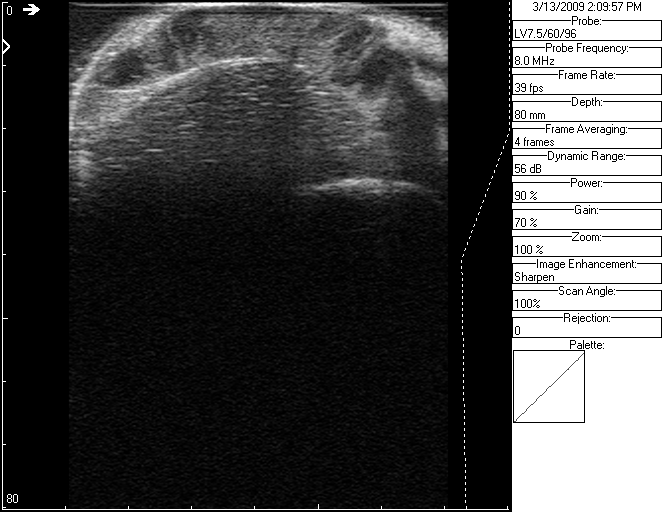 0
80
3/13/2009 2:09:57 PM
Probe:
LV7.5/60/96
Probe Frequency:
8.0 MHz
Frame Rate:
39 fps
Depth:
80 mm
Frame Averaging:
4 frames
Dynamic Range:
56 dB
Power:
90 %
Gain:
70 %
Zoom:
100 %
Image Enhancement:
Sharpen
Scan Angle:
100%
Rejection:
0
Palette: